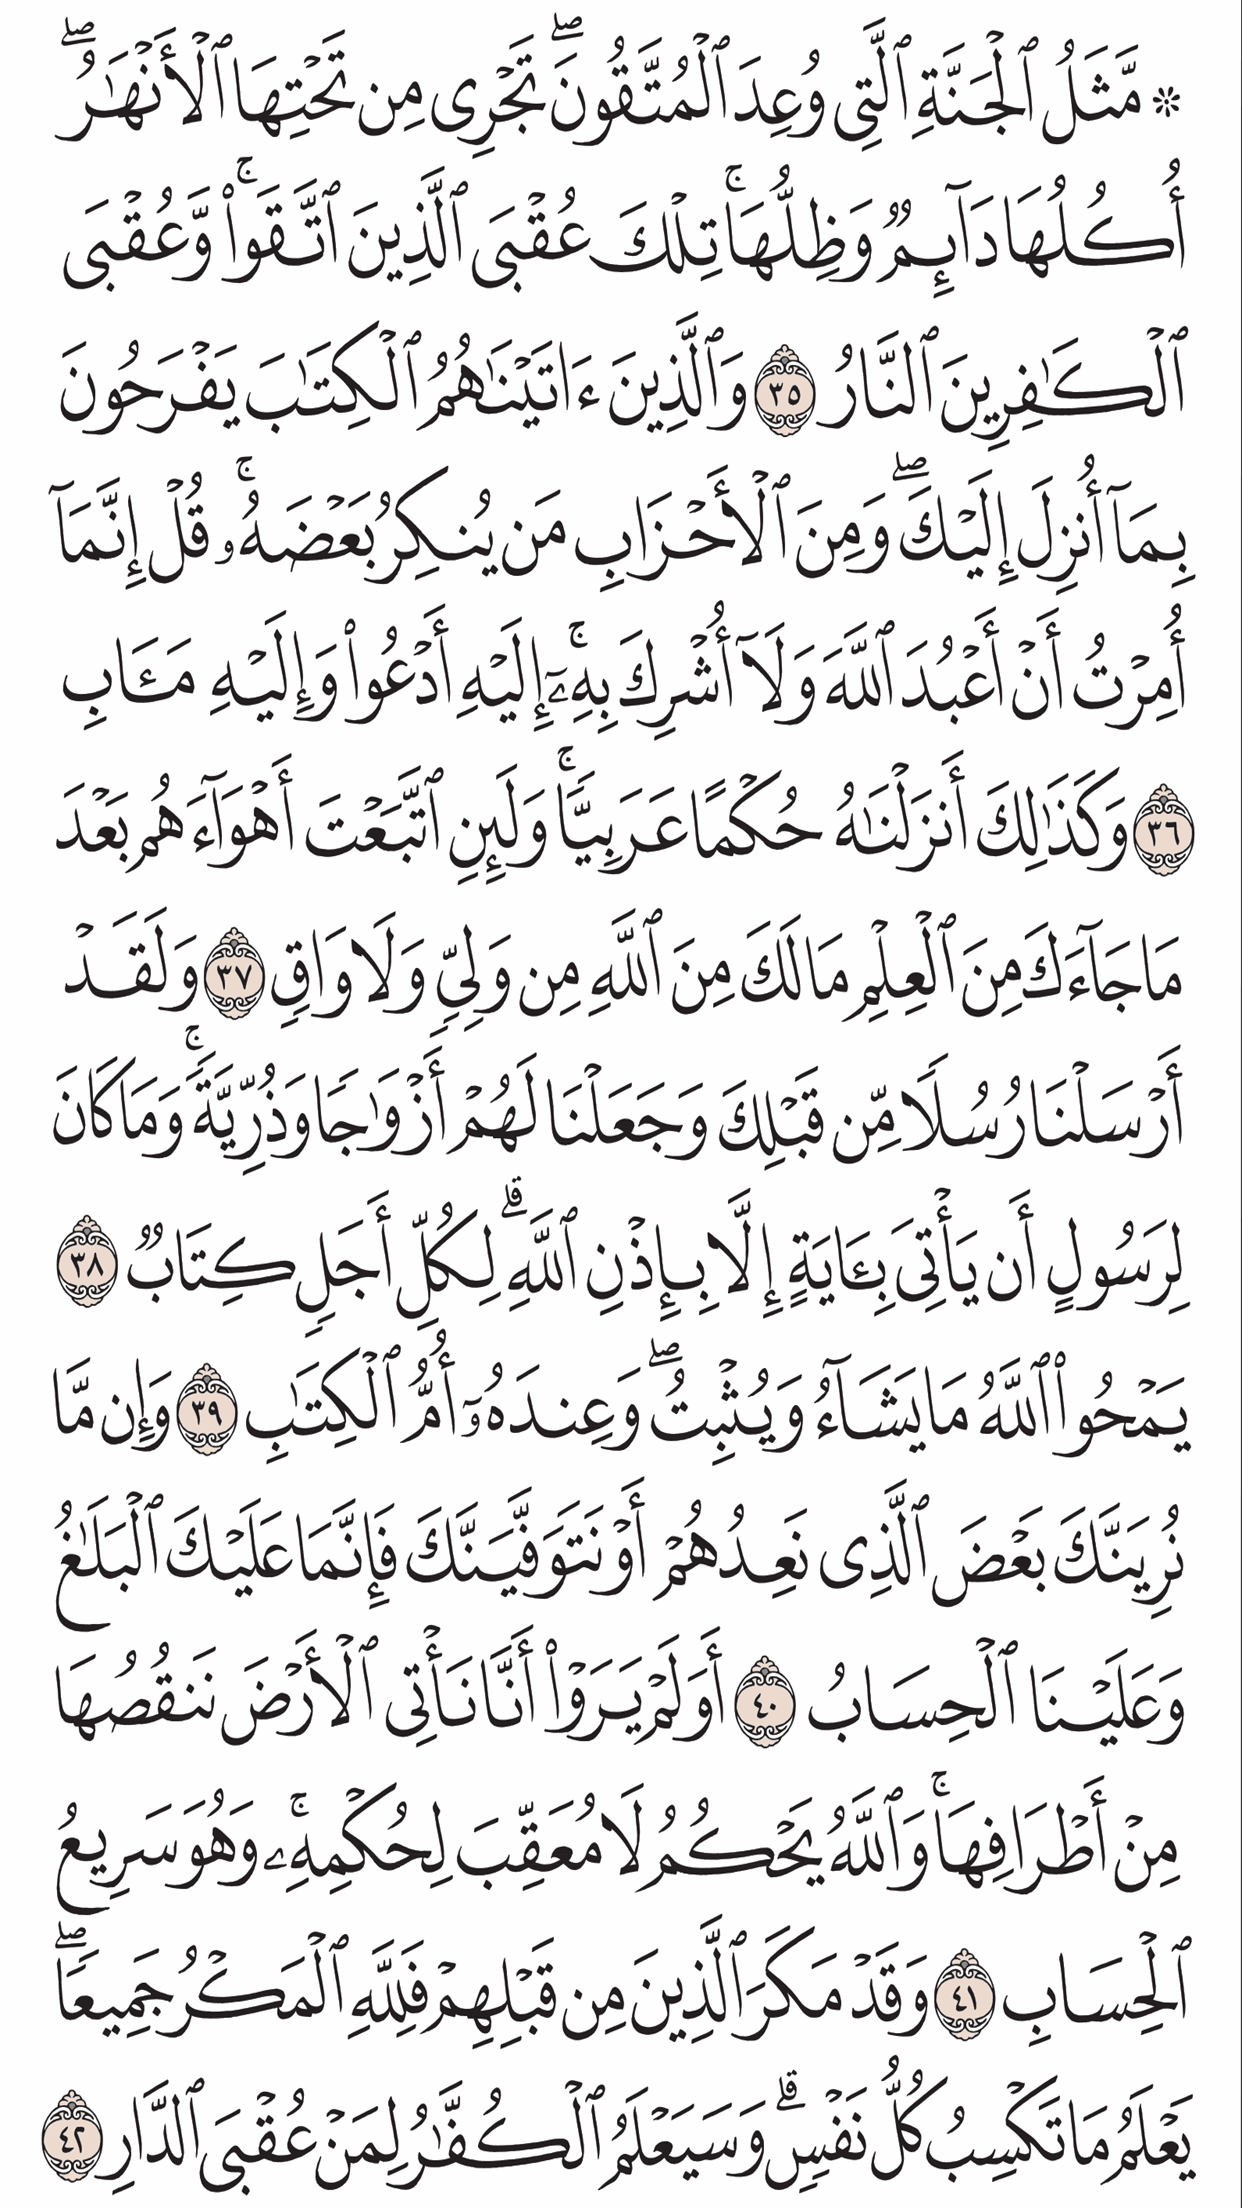 ۞ مَّثَلُ ٱلْجَنَّةِ ٱلَّتِي وُعِدَ ٱلْمُتَّقُونَۖ تَجْرِي مِن تَحْتِهَا ٱلْأَنْهَٰرُۖ
أُكُلُهَا دَآئِمٌ وَظِلُّهَاۚ تِلْكَ عُقْبَى ٱلَّذِينَ ٱتَّقَواْۚ وَّعُقْبَى
ٱلْكَٰفِرِينَ ٱلنَّارُ ٣٥ وَٱلَّذِينَ ءَاتَيْنَٰهُمُ ٱلْكِتَٰبَ يَفْرَحُونَ
بِمَآ أُنزِلَ إِلَيْكَۖ وَمِنَ ٱلْأَحْزَابِ مَن يُنكِرُ بَعْضَهُۥۚ قُلْ إِنَّمَآ
أُمِرْتُ أَنْ أَعْبُدَ ٱللَّهَ وَلَآ أُشْرِكَ بِهِۦٓۚ إِلَيْهِ أَدْعُواْ وَإِلَيْهِ مَـَٔابِ
٣٦ وَكَذَٰلِكَ أَنزَلْنَٰهُ حُكْمًا عَرَبِيًّاۚ وَلَئِنِ ٱتَّبَعْتَ أَهْوَآءَهُم بَعْدَ
مَا جَآءَكَ مِنَ ٱلْعِلْمِ مَا لَكَ مِنَ ٱللَّهِ مِن وَلِيٍّ وَلَا وَاقٍ ٣٧ وَلَقَدْ
أَرْسَلْنَا رُسُلًا مِّن قَبْلِكَ وَجَعَلْنَا لَهُمْ أَزْوَٰجًا وَذُرِّيَّةًۚ وَمَا كَانَ
لِرَسُولٍ أَن يَأْتِيَ بِـَٔايَةٍ إِلَّا بِإِذْنِ ٱللَّهِۗ لِكُلِّ أَجَلٍ كِتَابٌ ٣٨
يَمْحُواْ ٱللَّهُ مَا يَشَآءُ وَيُثْبِتُۖ وَعِندَهُۥٓ أُمُّ ٱلْكِتَٰبِ ٣٩ وَإِن مَّا
نُرِيَنَّكَ بَعْضَ ٱلَّذِي نَعِدُهُمْ أَوْ نَتَوَفَّيَنَّكَ فَإِنَّمَا عَلَيْكَ ٱلْبَلَٰغُ
وَعَلَيْنَا ٱلْحِسَابُ ٤٠ أَوَلَمْ يَرَوْاْ أَنَّا نَأْتِي ٱلْأَرْضَ نَنقُصُهَا
مِنْ أَطْرَافِهَاۚ وَٱللَّهُ يَحْكُمُ لَا مُعَقِّبَ لِحُكْمِهِۦۚ وَهُوَ سَرِيعُ
ٱلْحِسَابِ ٤١ وَقَدْ مَكَرَ ٱلَّذِينَ مِن قَبْلِهِمْ فَلِلَّهِ ٱلْمَكْرُ جَمِيعًاۖ
يَعْلَمُ مَا تَكْسِبُ كُلُّ نَفْسٍۗ وَسَيَعْلَمُ ٱلْكُفَّٰرُ لِمَنْ عُقْبَى ٱلدَّارِ ٤٢